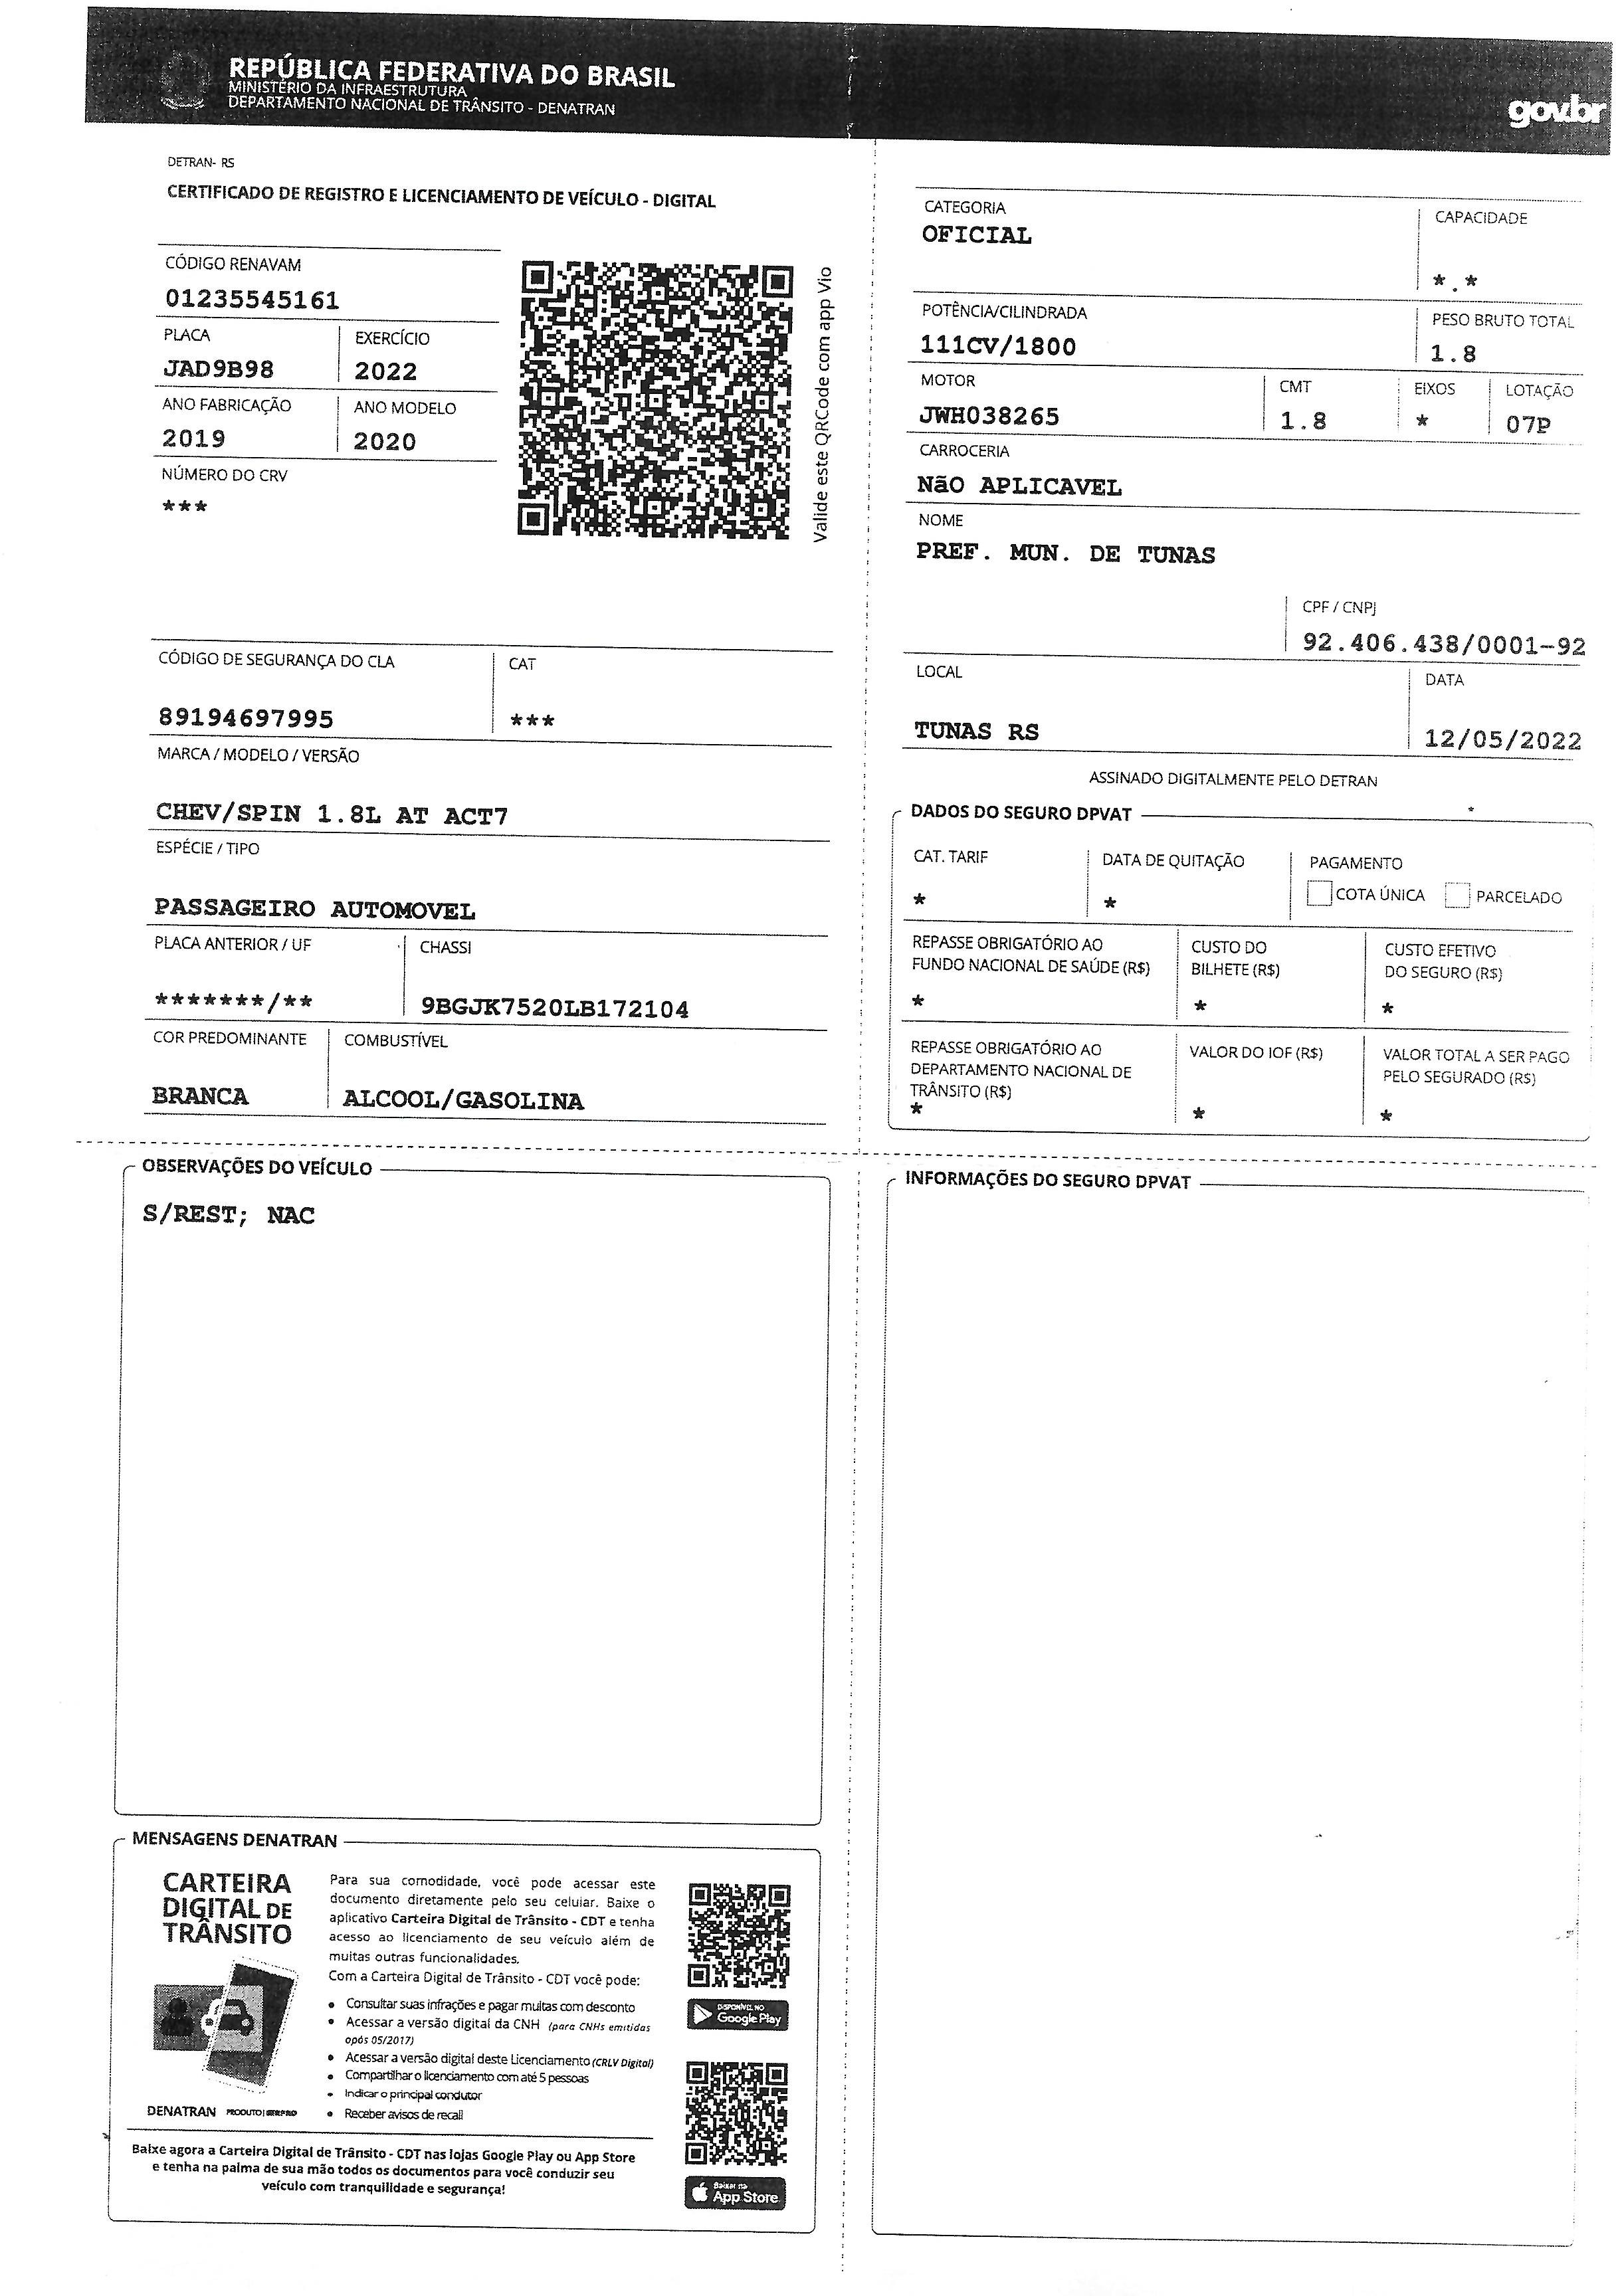 REPÚBLICA FEDERATIVA DO BRASIL
MINISTÉRIO DA INFRAESTRUTURA
DEPARTAMENTO NACIONAL DE TRÂNSITO - DENATRAN
gov.br
DETRAN- RS
CERTIFICADO DE REGISTRO E LICENCIAMENTO DE VEÍCULO - DIGITAL
CÓDIGO RENAVAM
01235545161
PLACA
EXERCÍCIO
JAD9B98
2022
ANO FABRICAÇÃO
ANO MODELO
2019
2020
NÚMERO DO CRV
***
Valide este QRCode com app Vio
CÓDIGO DE SEGURANÇA DO CLA
CAT
89194697995
***
MARCA / MODELO / VERSÃO
CHEV/SPIN 1.8L AT ACT7
ESPÉCIE / TIPO
PASSAGEIRO AUTOMOVEL
PLACA ANTERIOR / UF
CHASSI
*******/**
9BGJK7520LB172104
COR PREDOMINANTE
COMBUSTÍVEL
BRANCA
ALCOOL/GASOLINA
CATEGORIA
CAPACIDADE
OFICIAL
*.*
POTÊNCIA/CILINDRADA
PESO BRUTO TOTAL
111CV/1800
1.8
MOTOR
CMT
EIXOS
LOTAÇÃO
JWH038265
1.8
*
07P
CARROCERIA
NãO APLICAVEL
NOME
PREF. MUN. DE TUNAS
CPF / CNPJ
92.406.438/0001-92
LOCAL
DATA
TUNAS RS
12/05/2022
ASSINADO DIGITALMENTE PELO DETRAN
DADOS DO SEGURO DPVAT
CAT. TARIF
DATA DE QUITAÇÃO
PAGAMENTO
*
*
COTA ÚNICA
PARCELADO
REPASSE OBRIGATÓRIO AO
FUNDO NACIONAL DE SAÚDE (R$)
CUSTO DO
BILHETE (R$)
CUSTO EFETIVO
DO SEGURO (R$)
*
*
*
REPASSE OBRIGATÓRIO AO
DEPARTAMENTO NACIONAL DE
TRÂNSITO (R$)
VALOR DO IOF (R$)
VALOR TOTAL A SER PAGO
PELO SEGURADO (R$)
*
*
*
OBSERVAÇÕES DO VEÍCULO
S/REST; NAC
INFORMAÇÕES DO SEGURO DPVAT
MENSAGENS DENATRAN
CARTEIRA
DIGITAL DE
TRÂNSITO
DENATRAN PRODUTO | SERPRO
Para sua comodidade, você pode acessar este
documento diretamente pelo seu celular. Baixe o
aplicativo Carteira Digital de Trânsito - CDT e tenha
acesso ao licenciamento de seu veículo além de
muitas outras funcionalidades.
Com a Carteira Digital de Trânsito - CDT você pode:
• Consultar suas infrações e pagar multas com desconto
• Acessar a versão digital da CNH (para CNHs emitidas
após 05/2017)
• Acessar a versão digital deste Licenciamento (CRLV Digital)
• Compartilhar o licenciamento com até 5 pessoas
• Indicar o principal condutor
• Receber avisos de recall
DISPONÍVEL NO
Google Play
Baixar na
App Store
Baixe agora a Carteira Digital de Trânsito - CDT nas lojas Google Play ou App Store
e tenha na palma de sua mão todos os documentos para você conduzir seu
veículo com tranquilidade e segurança!